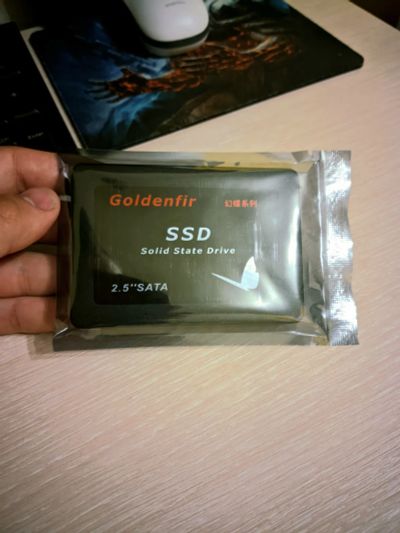 Goldenfir 幻蝶系列
SSD
Solid State Drive
2.5"SATA